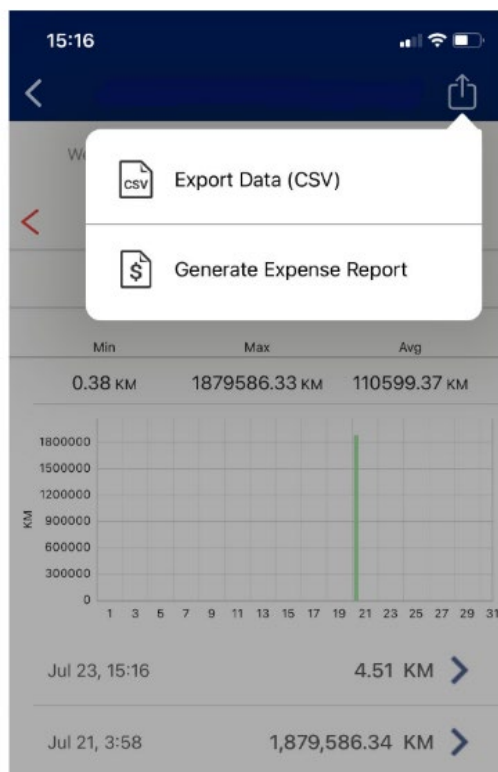 15:16
CSV
Export Data (CSV)
$
Generate Expense Report
Min Max Avg
0.38 KM 1879586.33 KM 110599.37 KM
1800000
1500000
1200000
900000
600000
300000
0
KM
1 3 5 7 9 11 13 15 17 19 21 23 25 27 29 31
Jul 23, 15:16 4.51 KM
Jul 21, 3:58 1,879,586.34 KM